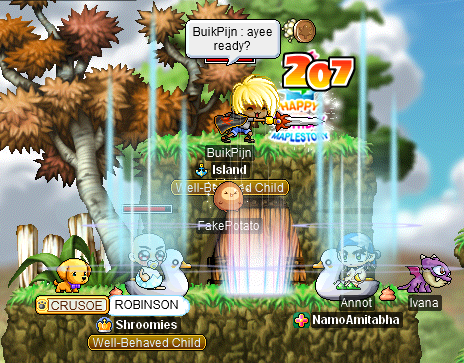 BuikPijn : ayee
ready?
207
HAPPY
MAPLESTORY
BuikPijn
Island
Well-Behaved Child
FakePotato
CRUSOE
ROBINSON
Annot
Ivana
Shroomies
NamoAmitabha
Well-Behaved Child